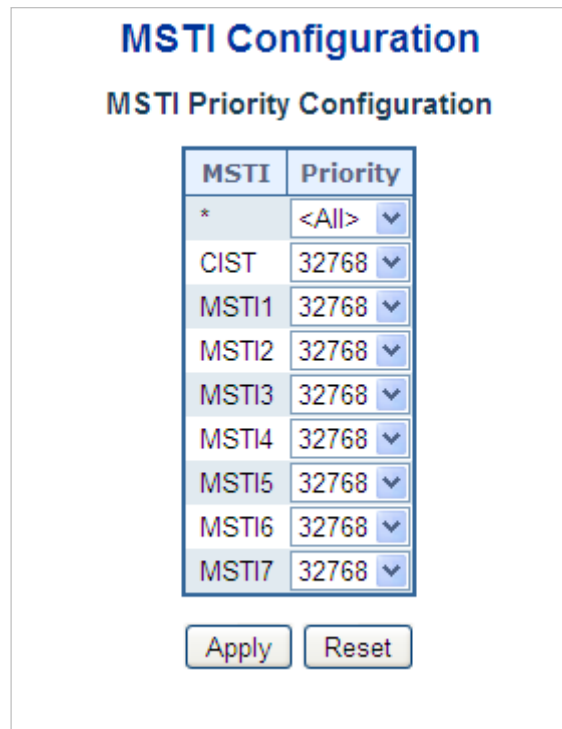 MSTI Configuration
MSTI Priority Configuration
MSTI Priority
* <All>
CIST 32768
MSTI1 32768
MSTI2 32768
MSTI3 32768
MSTI4 32768
MSTI5 32768
MSTI6 32768
MSTI7 32768
Apply Reset